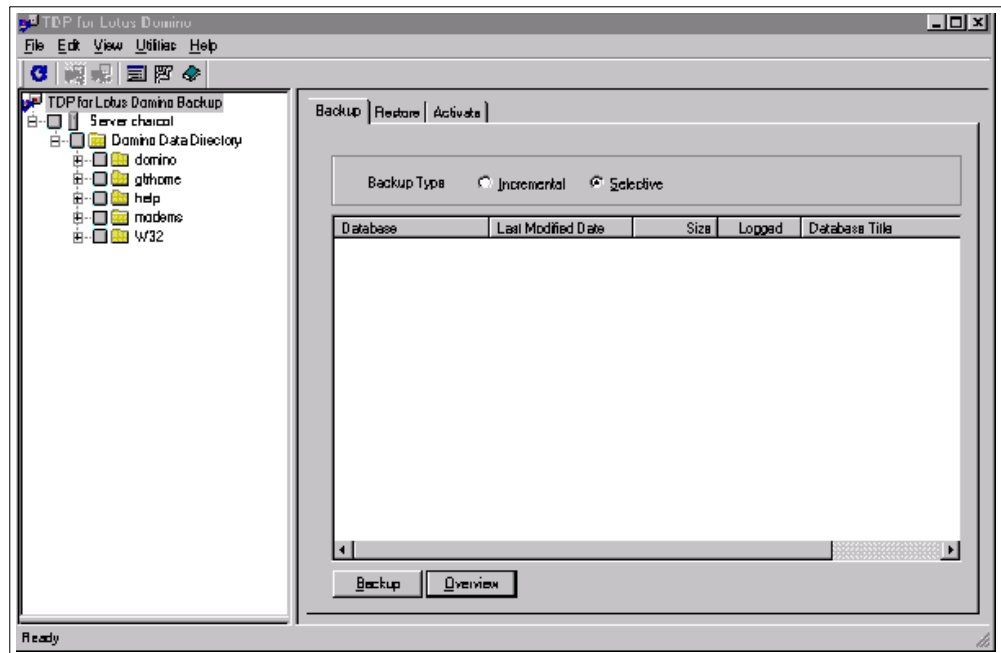 TDP for Lotus Domino
File Edit View Utilities Help
TDP for Lotus Domino Backup
Server charcol
Domino Data Directory
domino
gthome
help
modems
W32
Backup Restore Activate
Backup Type Incremental Selective
Database Last Modified Date Size Logged Database Title
Backup Overview
Ready